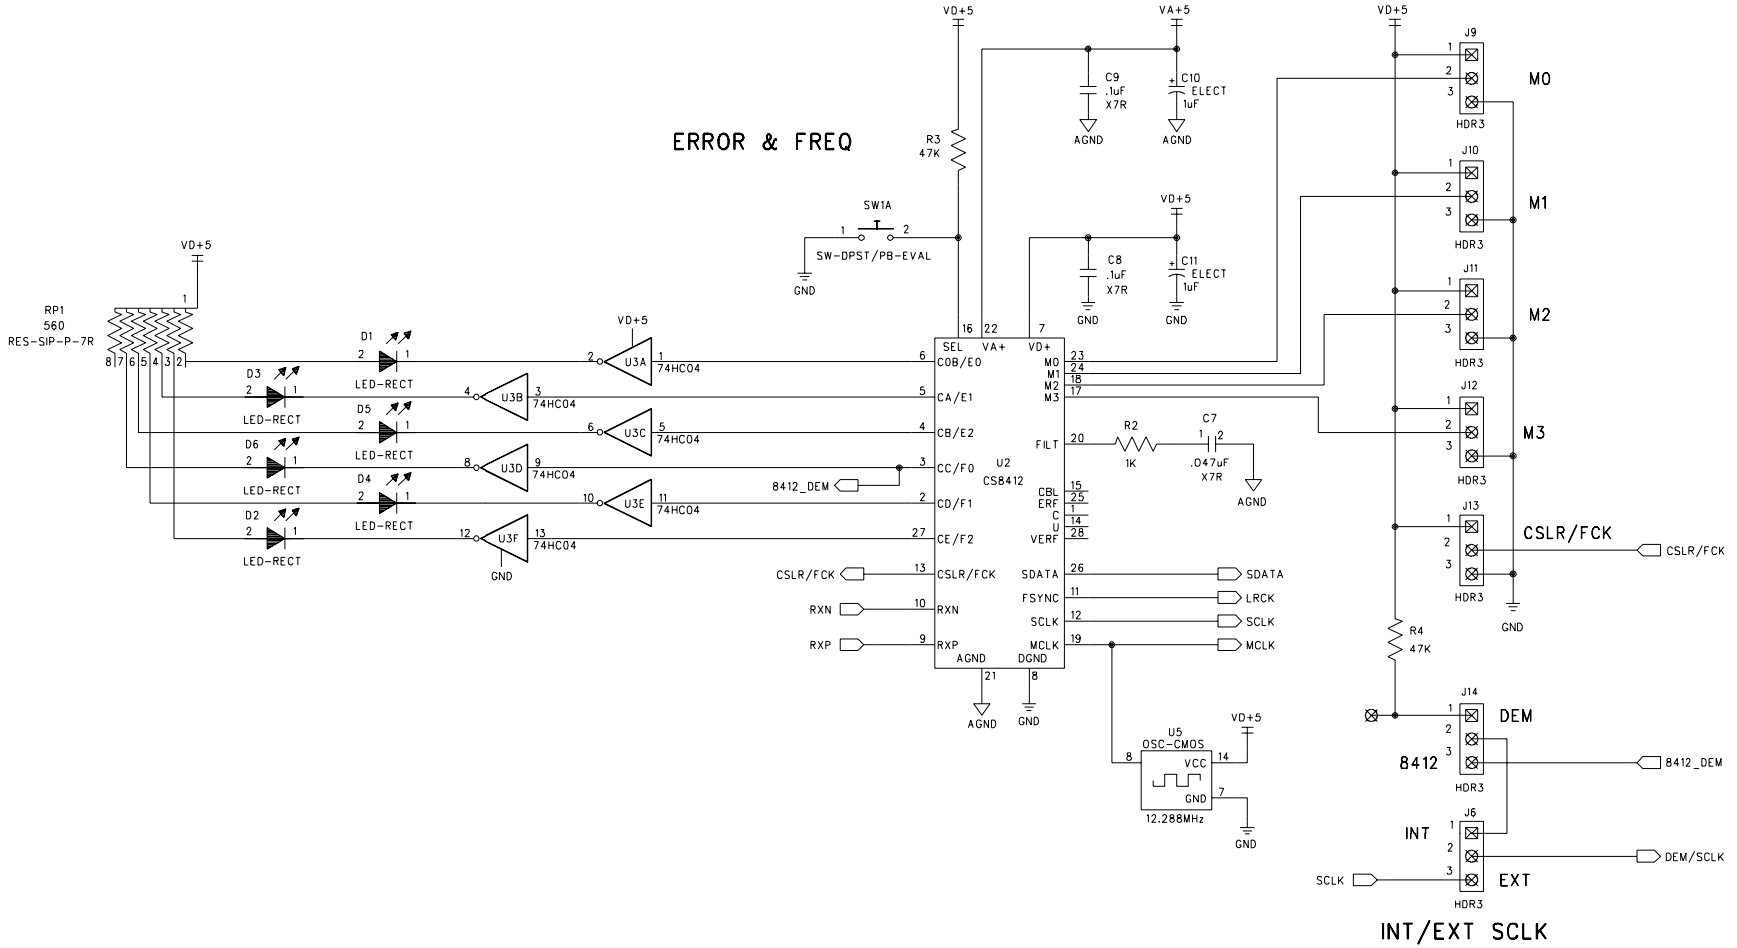 ERROR & FREQ
VD+5
RP1
560
RES-SIP-P-7R
1
8 7 6 5 4 3 2
D1
2 1
LED-RECT
D3
2 1
LED-RECT
D5
2 1
LED-RECT
D6
2 1
LED-RECT
D4
2 1
LED-RECT
D2
2 1
LED-RECT
VD+5
2 U3A 1
74HC04
4 U3B 3
74HC04
6 U3C 5
74HC04
8 U3D 9
74HC04
10 U3E 11
74HC04
12 U3F 13
74HC04
GND
8412_DEM
CSLR/FCK
RXN
RXP
SW1A
1 2
SW-DPST/PB-EVAL
GND
VD+5
R3
47K
VA+5
C9
.1uF
X7R
AGND
+ C10
ELECT
1uF
AGND
VD+5
C8
.1uF
X7R
GND
+ C11
ELECT
1uF
GND
16 22 7
SEL VA+ VD+
6 COB/E0
5 CA/E1
4 CB/E2
3 CC/F0
2 CD/F1
27 CE/F2
13 CSLR/FCK
10 RXN
9 RXP
U2
CS8412
M0 23
M1 24
M2 18
M3 17
FILT 20
CBL 15
ERF 25
C 1
U 14
VERF 28
SDATA 26
FSYNC 11
SCLK 12
MCLK 19
AGND DGND
21 8
AGND GND
R2
1K
C7
1 2
.047uF
X7R
AGND
SDATA
LRCK
SCLK
MCLK
U5
OSC-CMOS
8
VCC 14
GND 7
12.288MHz
VD+5
GND
VD+5
J9
1
2
3
HDR3
M0
J10
1
2
3
HDR3
M1
J11
1
2
3
HDR3
M2
J12
1
2
3
HDR3
M3
J13
1
2
3
HDR3
CSLR/FCK
CSLR/FCK
GND
R4
47K
J14
1
2
3
HDR3
DEM
8412
8412_DEM
J6
1
2
3
HDR3
INT
EXT
DEM/SCLK
SCLK
INT/EXT SCLK